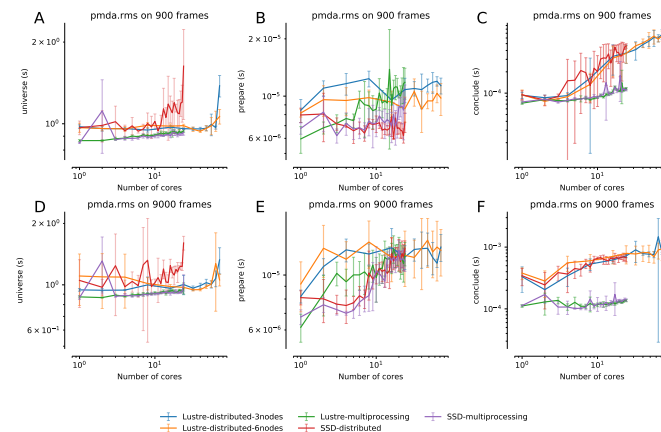 A pmda.rms on 900 frames
B pmda.rms on 900 frames
C pmda.rms on 900 frames
2 × 10⁰
10⁰
universe (s)
10⁰ 10¹
Number of cores
2 × 10⁻⁵
10⁻⁵
6 × 10⁻⁶
prepare (s)
10⁰ 10¹
Number of cores
10⁻⁴
conclude (s)
10⁰ 10¹
Number of cores
D pmda.rms on 9000 frames
E pmda.rms on 9000 frames
F pmda.rms on 9000 frames
2 × 10⁰
10⁰
6 × 10⁻¹
universe (s)
10⁰ 10¹
Number of cores
10⁻⁵
6 × 10⁻⁶
prepare (s)
10⁰ 10¹
Number of cores
10⁻³
10⁻⁴
conclude (s)
10⁰ 10¹
Number of cores
Lustre-distributed-3nodes
Lustre-distributed-6nodes
Lustre-multiprocessing
SSD-distributed
SSD-multiprocessing